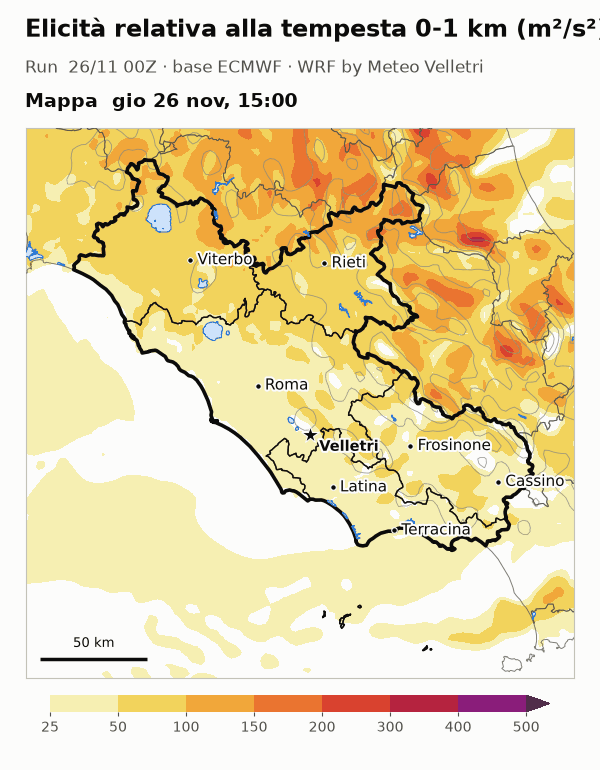 Elicità relativa alla tempesta 0-1 km (m²/s²)
Run  26/11 00Z · base ECMWF · WRF by Meteo Velletri
Mappa  gio 26 nov, 15:00
Viterbo
Rieti
Roma
Velletri
Frosinone
Cassino
Latina
Terracina
50 km
25 50 100 150 200 300 400 500